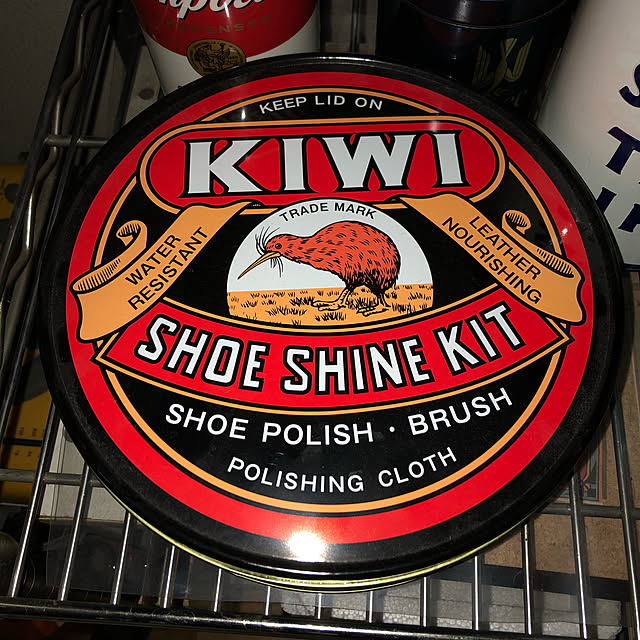 KEEP LID ON
KIWI
TRADE MARK
WATER
RESISTANT
LEATHER
NOURISHING
SHOE SHINE KIT
SHOE POLISH · BRUSH
POLISHING CLOTH